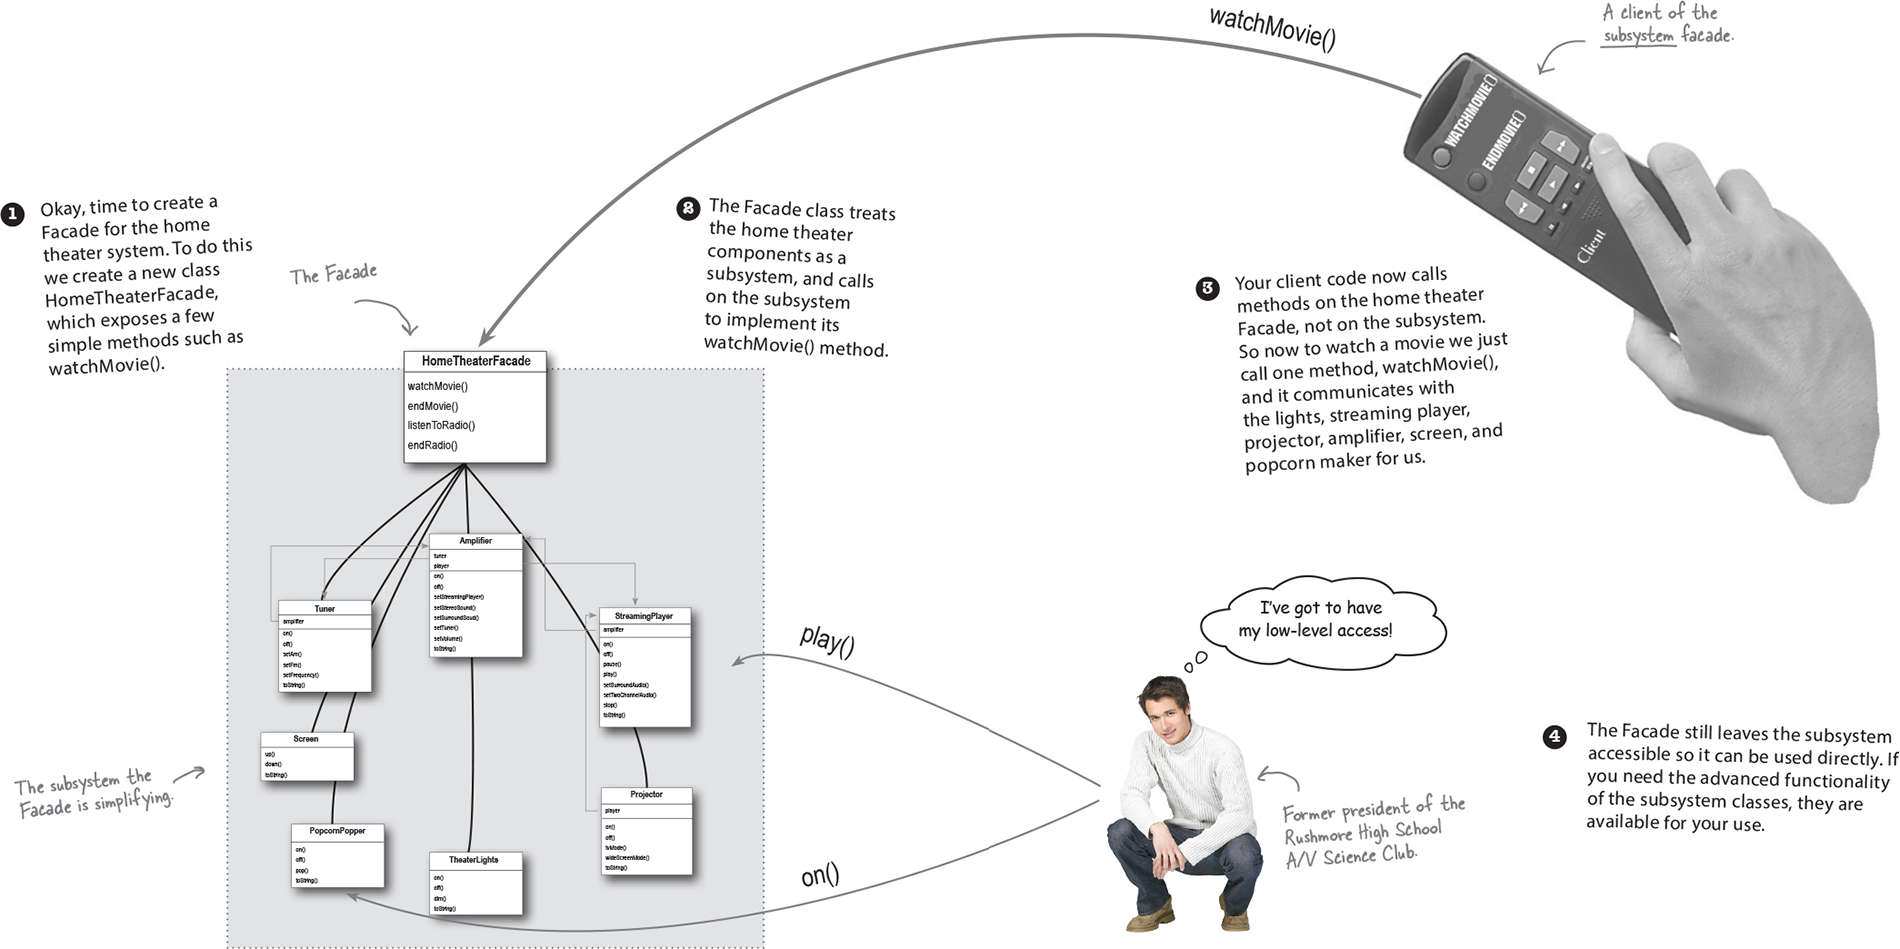 watchMovie()
A client of the
subsystem facade.
WATCHMOVIE()
ENDMOVIE()
Client
1
Okay, time to create a
Facade for the home
theater system. To do this
we create a new class
HomeTheaterFacade,
which exposes a few
simple methods such as
watchMovie().
The Facade
2
The Facade class treats
the home theater
components as a
subsystem, and calls
on the subsystem
to implement its
watchMovie() method.
3
Your client code now calls
methods on the home theater
Facade, not on the subsystem.
So now to watch a movie we just
call one method, watchMovie(),
and it communicates with
the lights, streaming player,
projector, amplifier, screen, and
popcorn maker for us.
HomeTheaterFacade
watchMovie()
endMovie()
listenToRadio()
endRadio()
Amplifier
tuner
player
on()
off()
setStreamingPlayer()
setStereoSound()
setSurroundSoud()
setTuner()
setVolume()
toString()
Tuner
amplifier
on()
off()
setAm()
setFm()
setFrequency()
toString()
StreamingPlayer
amplifier
on()
off()
pause()
play()
setSurroundAudio()
setTwoChannelAudio()
stop()
toString()
Screen
up()
down()
toString()
PopcornPopper
on()
off()
pop()
toString()
TheaterLights
on()
off()
dim()
toString()
Projector
player
on()
off()
tvMode()
wideScreenMode()
toString()
The subsystem the
Facade is simplifying.
play()
on()
I've got to have
my low-level access!
Former president of the
Rushmore High School
A/V Science Club.
4
The Facade still leaves the subsystem
accessible so it can be used directly. If
you need the advanced functionality
of the subsystem classes, they are
available for your use.